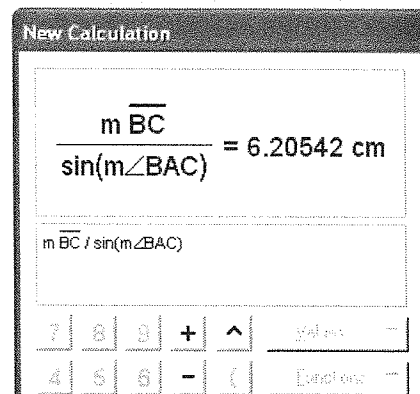 New Calculation
m BC
sin(m∠BAC)
= 6.20542 cm
m BC / sin(m∠BAC)
7 8 9 + ^ Values
4 5 6 - ( Functions